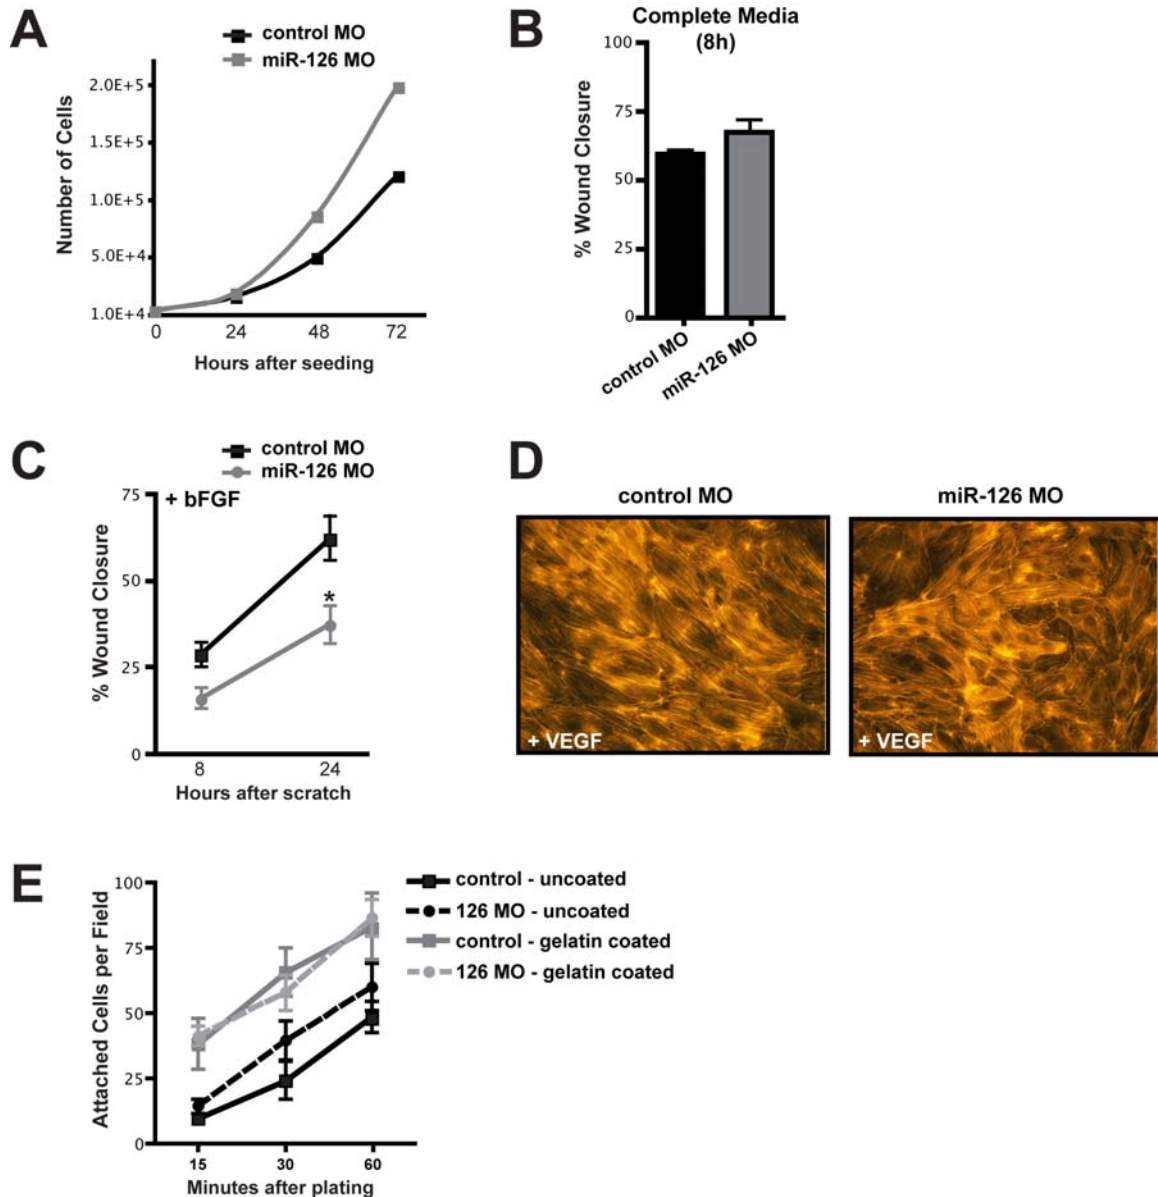 A
control MO
miR-126 MO
Number of Cells
2.0E+5
1.5E+5
1.0E+5
5.0E+4
1.0E+4
0 24 48 72
Hours after seeding
B
Complete Media
(8h)
% Wound Closure
100
75
50
25
0
control MO
miR-126 MO
C
control MO
miR-126 MO
+ bFGF
% Wound Closure
75
50
25
0
8 24
*
Hours after scratch
D
control MO
miR-126 MO
+ VEGF
+ VEGF
E
Attached Cells per Field
100
75
50
25
0
15 30 60
Minutes after plating
control - uncoated
126 MO - uncoated
control - gelatin coated
126 MO - gelatin coated